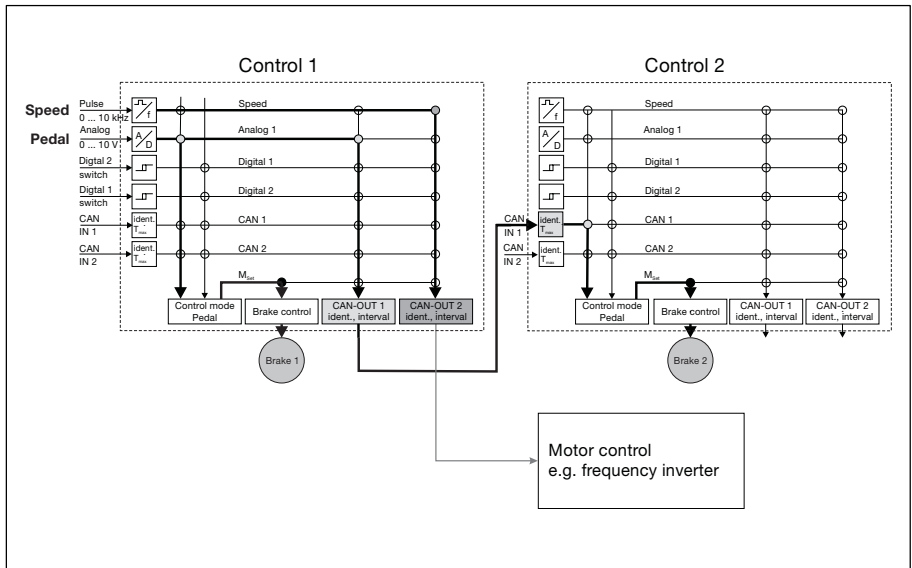 Control 1
Control 2
Speed
Pulse
0 ... 10 kHz
f
Speed
Pedal
Analog
0 ... 10 V
A
D
Analog 1
Digtal 2
switch
Digital 1
Digtal 1
switch
Digital 2
CAN
IN 1
ident.
Tmax
CAN 1
CAN
IN 2
ident.
Tmax
CAN 2
MSet
Control mode
Pedal
Brake control
CAN-OUT 1
ident., interval
CAN-OUT 2
ident., interval
Brake 1
f
Speed
A
D
Analog 1
Digital 1
Digital 2
CAN
IN 1
ident.
Tmax
CAN 1
CAN
IN 2
ident.
Tmax
CAN 2
MSet
Control mode
Pedal
Brake control
CAN-OUT 1
ident., interval
CAN-OUT 2
ident., interval
Brake 2
Motor control
e.g. frequency inverter